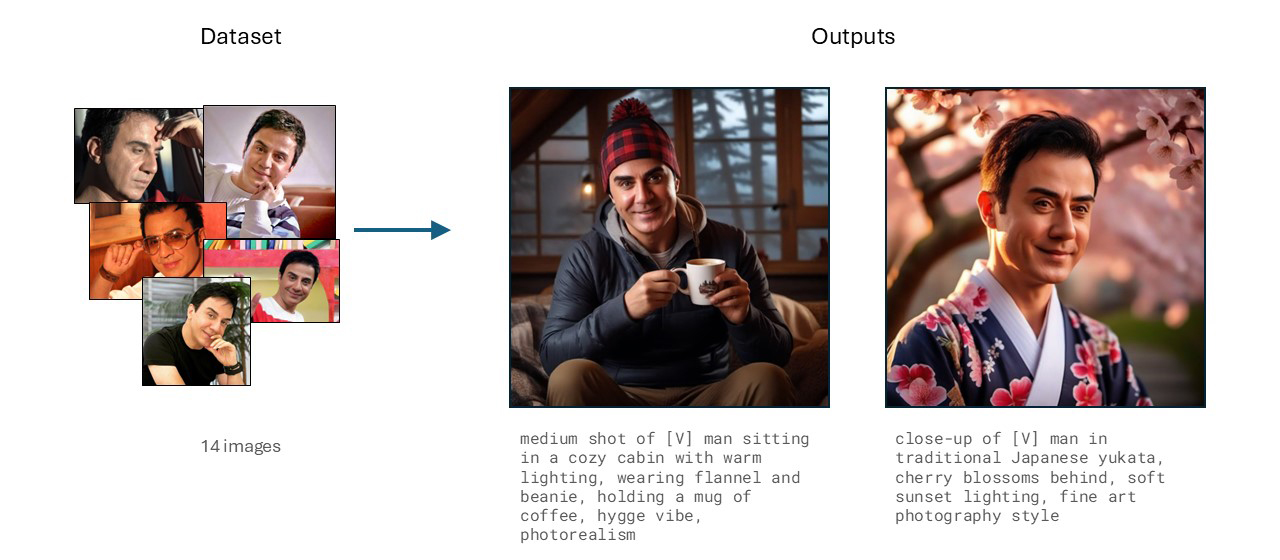 Dataset
Outputs
14 images
medium shot of [V] man sitting
in a cozy cabin with warm
lighting, wearing flannel and
beanie, holding a mug of
coffee, hygge vibe,
photorealism
close-up of [V] man in
traditional Japanese yukata,
cherry blossoms behind, soft
sunset lighting, fine art
photography style